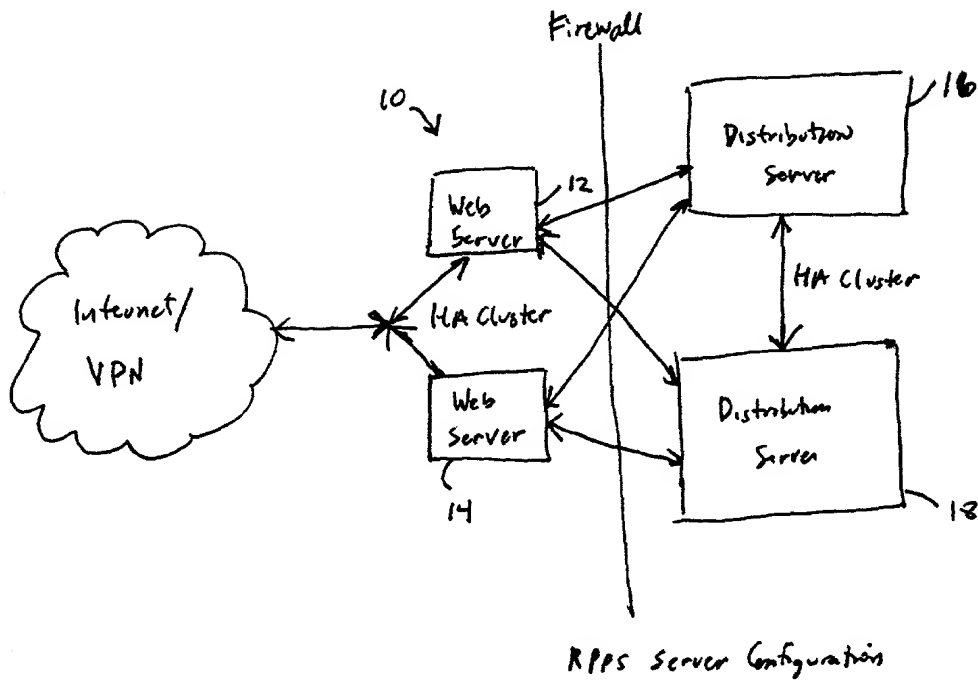 Firewall
10
16
Distribution
Server
12
Web
Server
HA Cluster
HA Cluster
Internet/
VPN
Web
Server
14
Distribution
Server
18
RPPS Server Configuration